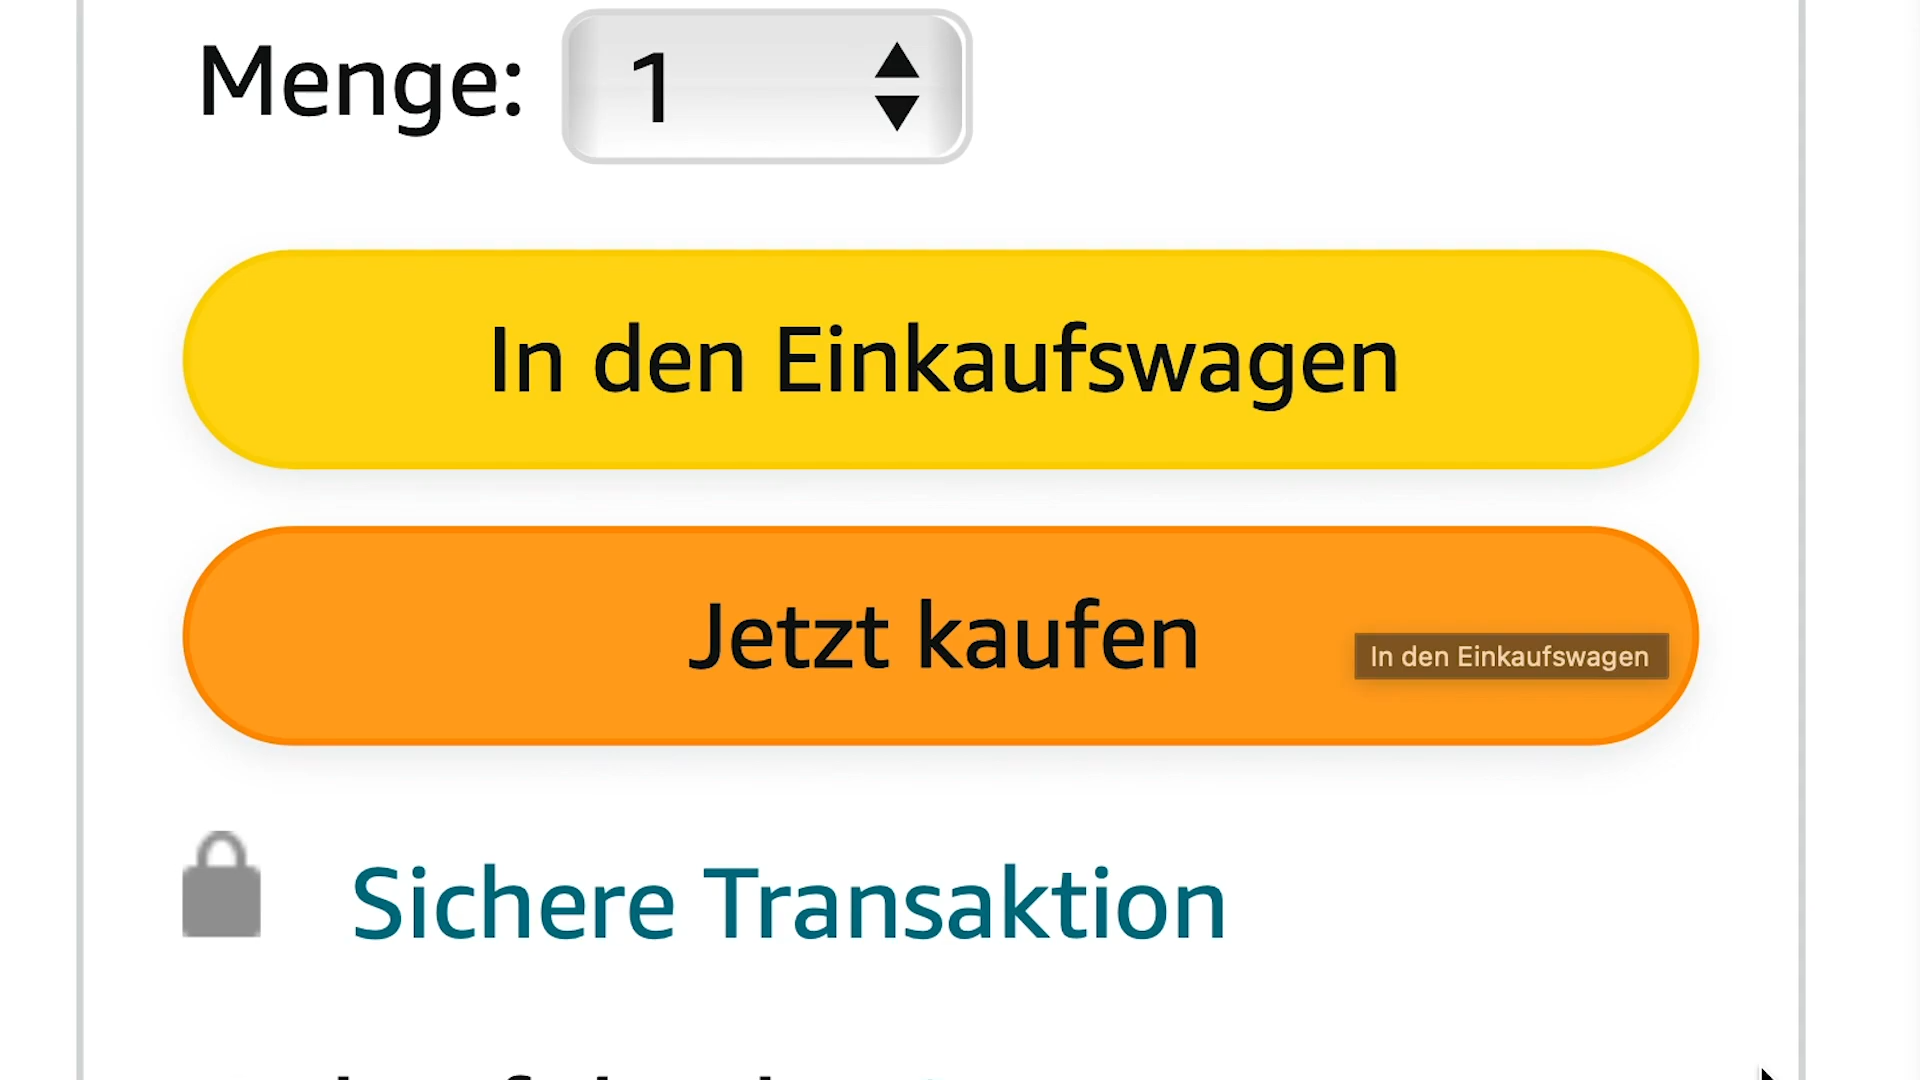 Menge: 1
In den Einkaufswagen
Jetzt kaufen
In den Einkaufswagen
Sichere Transaktion